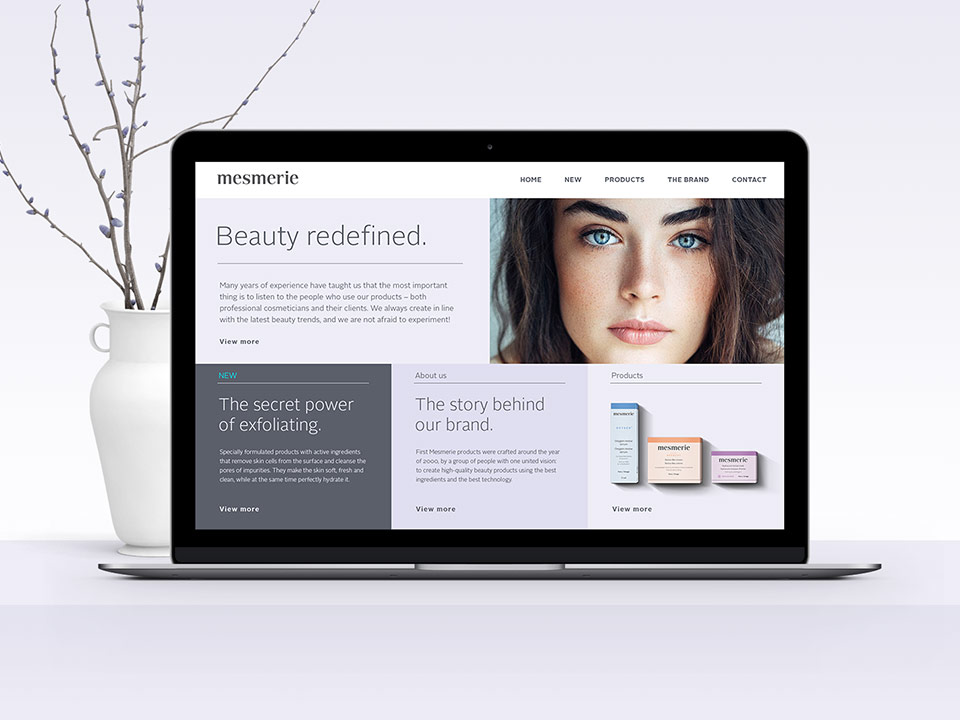 mesmerie
HOME NEW PRODUCTS THE BRAND CONTACT
Beauty redefined.
Many years of experience have taught us that the most important
thing is to listen to the people who use our products – both
professional cosmeticians and their clients. We always create in line
with the latest beauty trends, and we are not afraid to experiment!
View more
NEW
The secret power
of exfoliating.
Specially formulated products with active ingredients
that remove skin cells from the surface and cleanse the
pores of impurities. They make the skin soft, fresh and
clean, while at the same time perfectly hydrate it.
View more
About us
The story behind
our brand.
First Mesmerie products were crafted around the year
of 2000, by a group of people with one united vision:
to create high-quality beauty products using the best
ingredients and the best technology.
View more
Products
mesmerie
mesmerie
mesmerie
View more